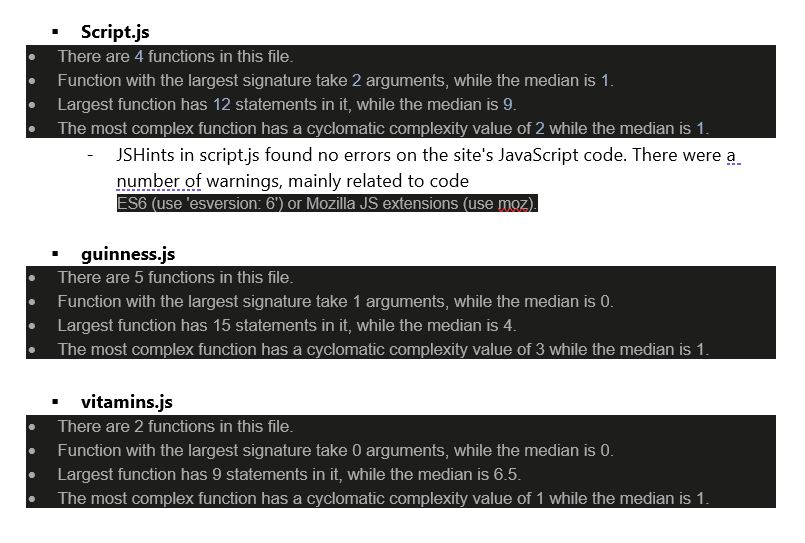 ▪ Script.js
• There are 4 functions in this file.
• Function with the largest signature take 2 arguments, while the median is 1.
• Largest function has 12 statements in it, while the median is 9.
• The most complex function has a cyclomatic complexity value of 2 while the median is 1.
- JSHints in script.js found no errors on the site's JavaScript code. There were a
number of warnings, mainly related to code
ES6 (use 'esversion: 6') or Mozilla JS extensions (use moz).
▪ guinness.js
• There are 5 functions in this file.
• Function with the largest signature take 1 arguments, while the median is 0.
• Largest function has 15 statements in it, while the median is 4.
• The most complex function has a cyclomatic complexity value of 3 while the median is 1.
▪ vitamins.js
• There are 2 functions in this file.
• Function with the largest signature take 0 arguments, while the median is 0.
• Largest function has 9 statements in it, while the median is 6.5.
• The most complex function has a cyclomatic complexity value of 1 while the median is 1.